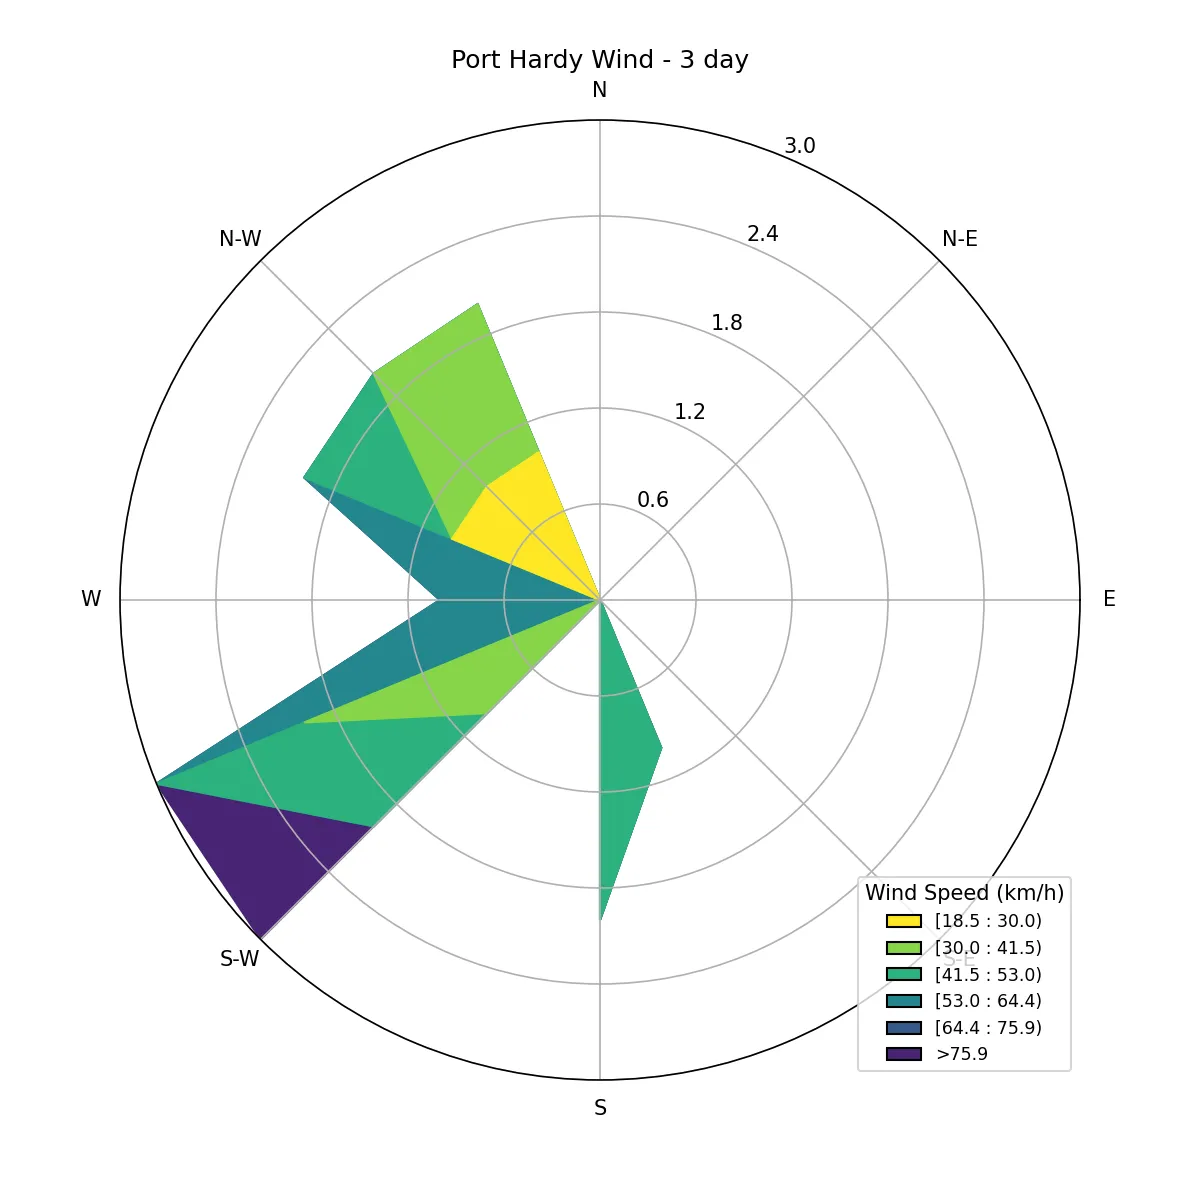 Port Hardy Wind - 3 day
N
3.0
N-W
N-E
2.4
1.8
1.2
0.6
W
E
Wind Speed (km/h)
[18.5 : 30.0)
[30.0 : 41.5)
S-W
S-E
[41.5 : 53.0)
[53.0 : 64.4)
[64.4 : 75.9)
>75.9
S